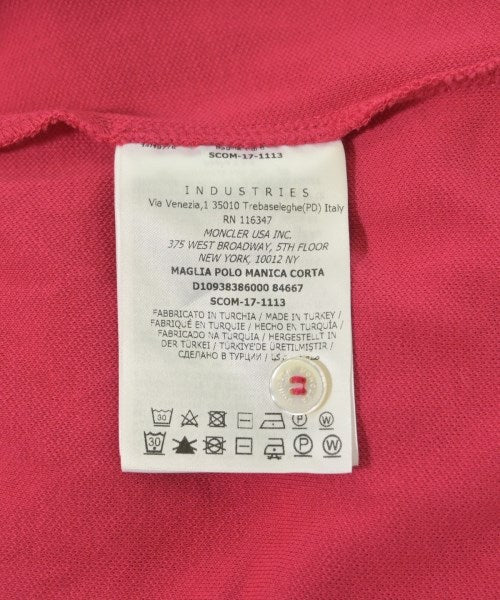 SCOM-17-1113
INDUSTRIES
Via Venezia,1 35010 Trebaseleghe(PD) Italy
RN 116347
MONCLER USA INC.
375 WEST BROADWAY, 5TH FLOOR
NEW YORK, 10012 NY
MAGLIA POLO MANICA CORTA
D10938386000 84667
SCOM-17-1113
FABBRICATO IN TURCHIA / MADE IN TURKEY /
FABRIQUÉ EN TURQUIE / HECHO EN TURQUÍA /
FABRICADO NA TURQUIA / HERGESTELLT IN
DER TÜRKEI / TÜRKIYE'DE ÜRETILMIŞTIR /
СДЕЛАНО В ТУРЦИИ /
30 P W
30 P W